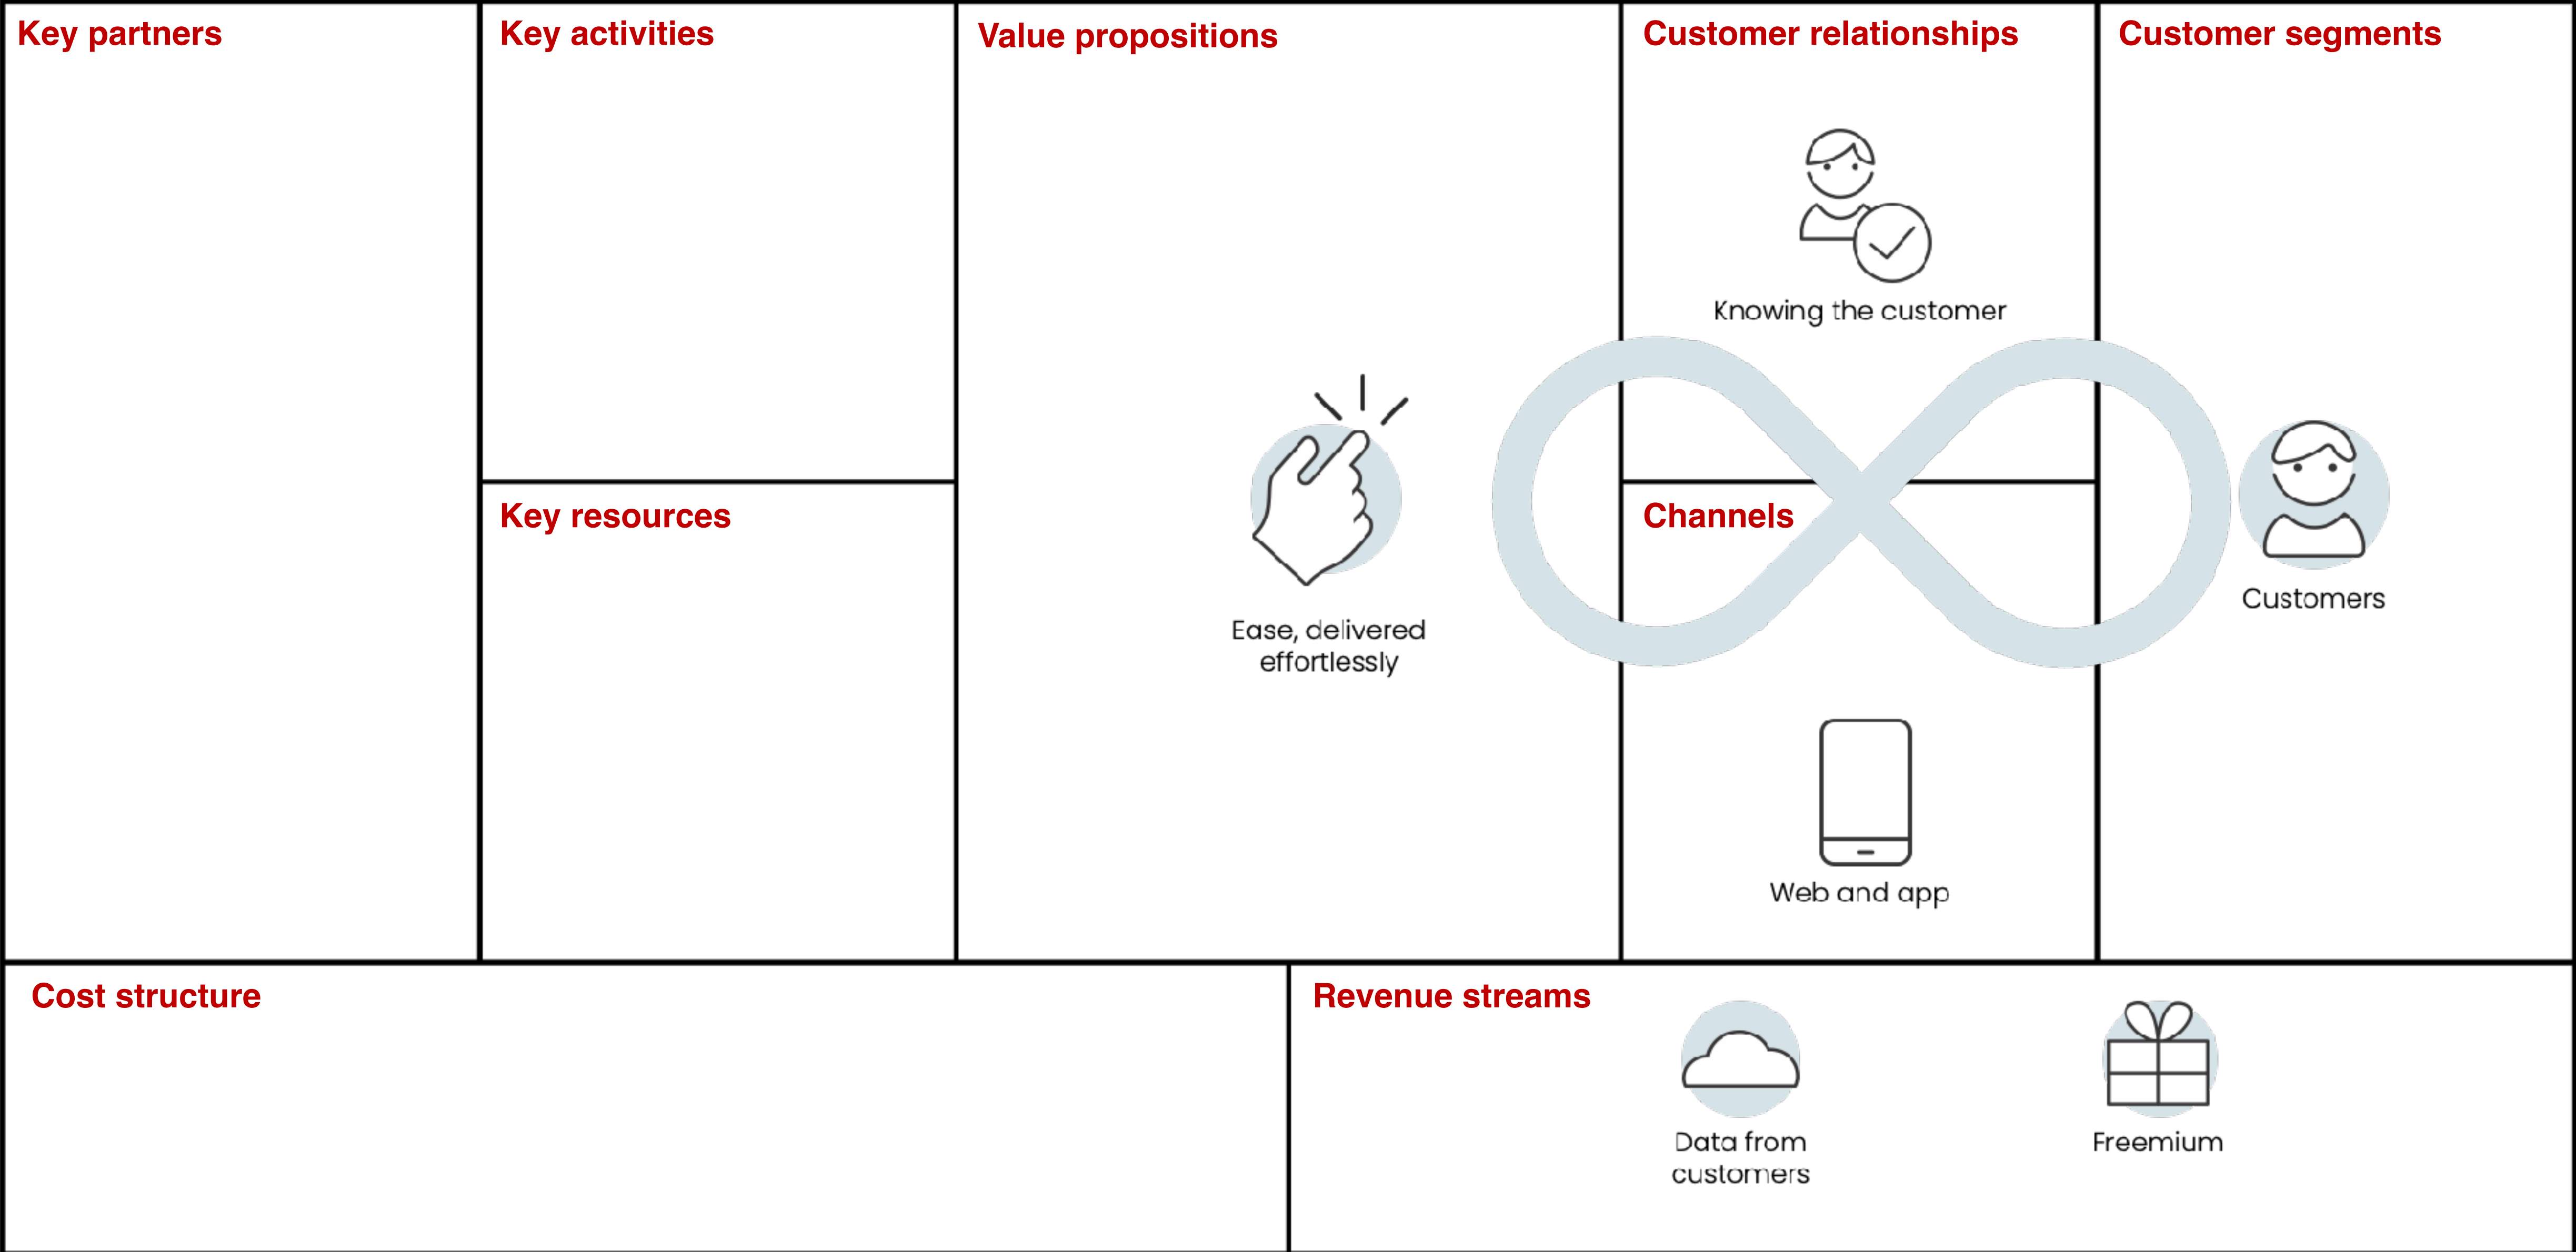 Key partners
Key activities
Value propositions
Customer relationships
Customer segments
Knowing the customer
Key resources
Channels
Ease, delivered
effortlessly
Customers
Web and app
Cost structure
Revenue streams
Data from
customers
Freemium